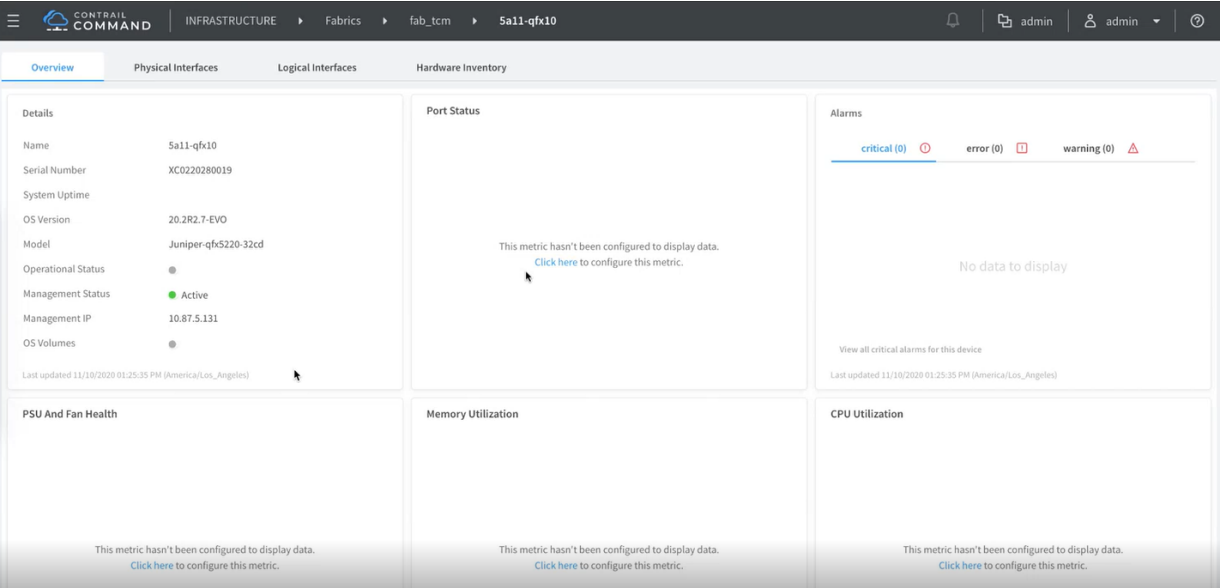 CONTRAIL
COMMAND
INFRASTRUCTURE
Fabrics
fab_tcm
5a11-qfx10
admin
admin
Overview
Physical Interfaces
Logical Interfaces
Hardware Inventory
Details
Name 5a11-qfx10
Serial Number XC0220280019
System Uptime
OS Version 20.2R2.7-EVO
Model Juniper-qfx5220-32cd
Operational Status
Management Status Active
Management IP 10.87.5.131
OS Volumes
Last updated 11/10/2020 01:25:35 PM (America/Los_Angeles)
Port Status
This metric hasn't been configured to display data.
Click here to configure this metric.
Alarms
critical (0)
error (0)
warning (0)
No data to display
View all critical alarms for this device
Last updated 11/10/2020 01:25:35 PM (America/Los_Angeles)
PSU And Fan Health
This metric hasn't been configured to display data.
Click here to configure this metric.
Memory Utilization
This metric hasn't been configured to display data.
Click here to configure this metric.
CPU Utilization
This metric hasn't been configured to display data.
Click here to configure this metric.